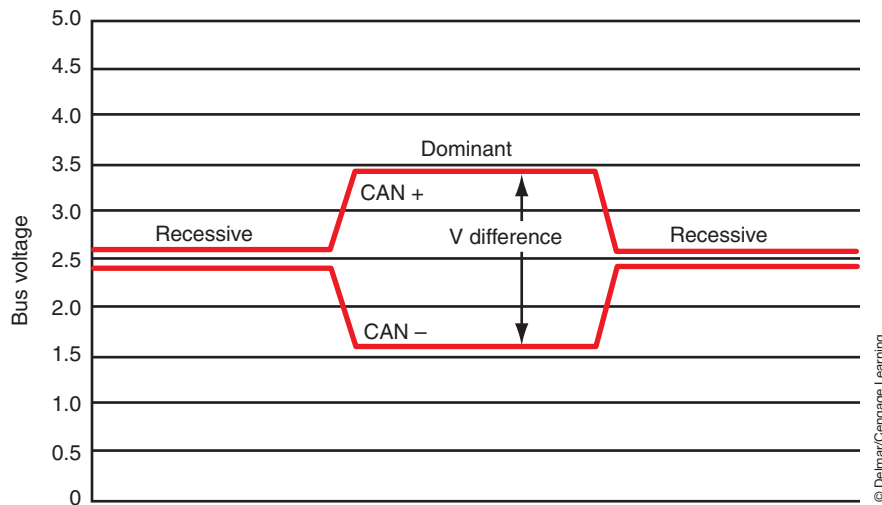 5.0
4.5
4.0
3.5
3.0
2.5
2.0
1.5
1.0
0.5
0
Bus voltage
Dominant
CAN +
Recessive
V difference
Recessive
CAN –
© Delmar/Cengage Learning